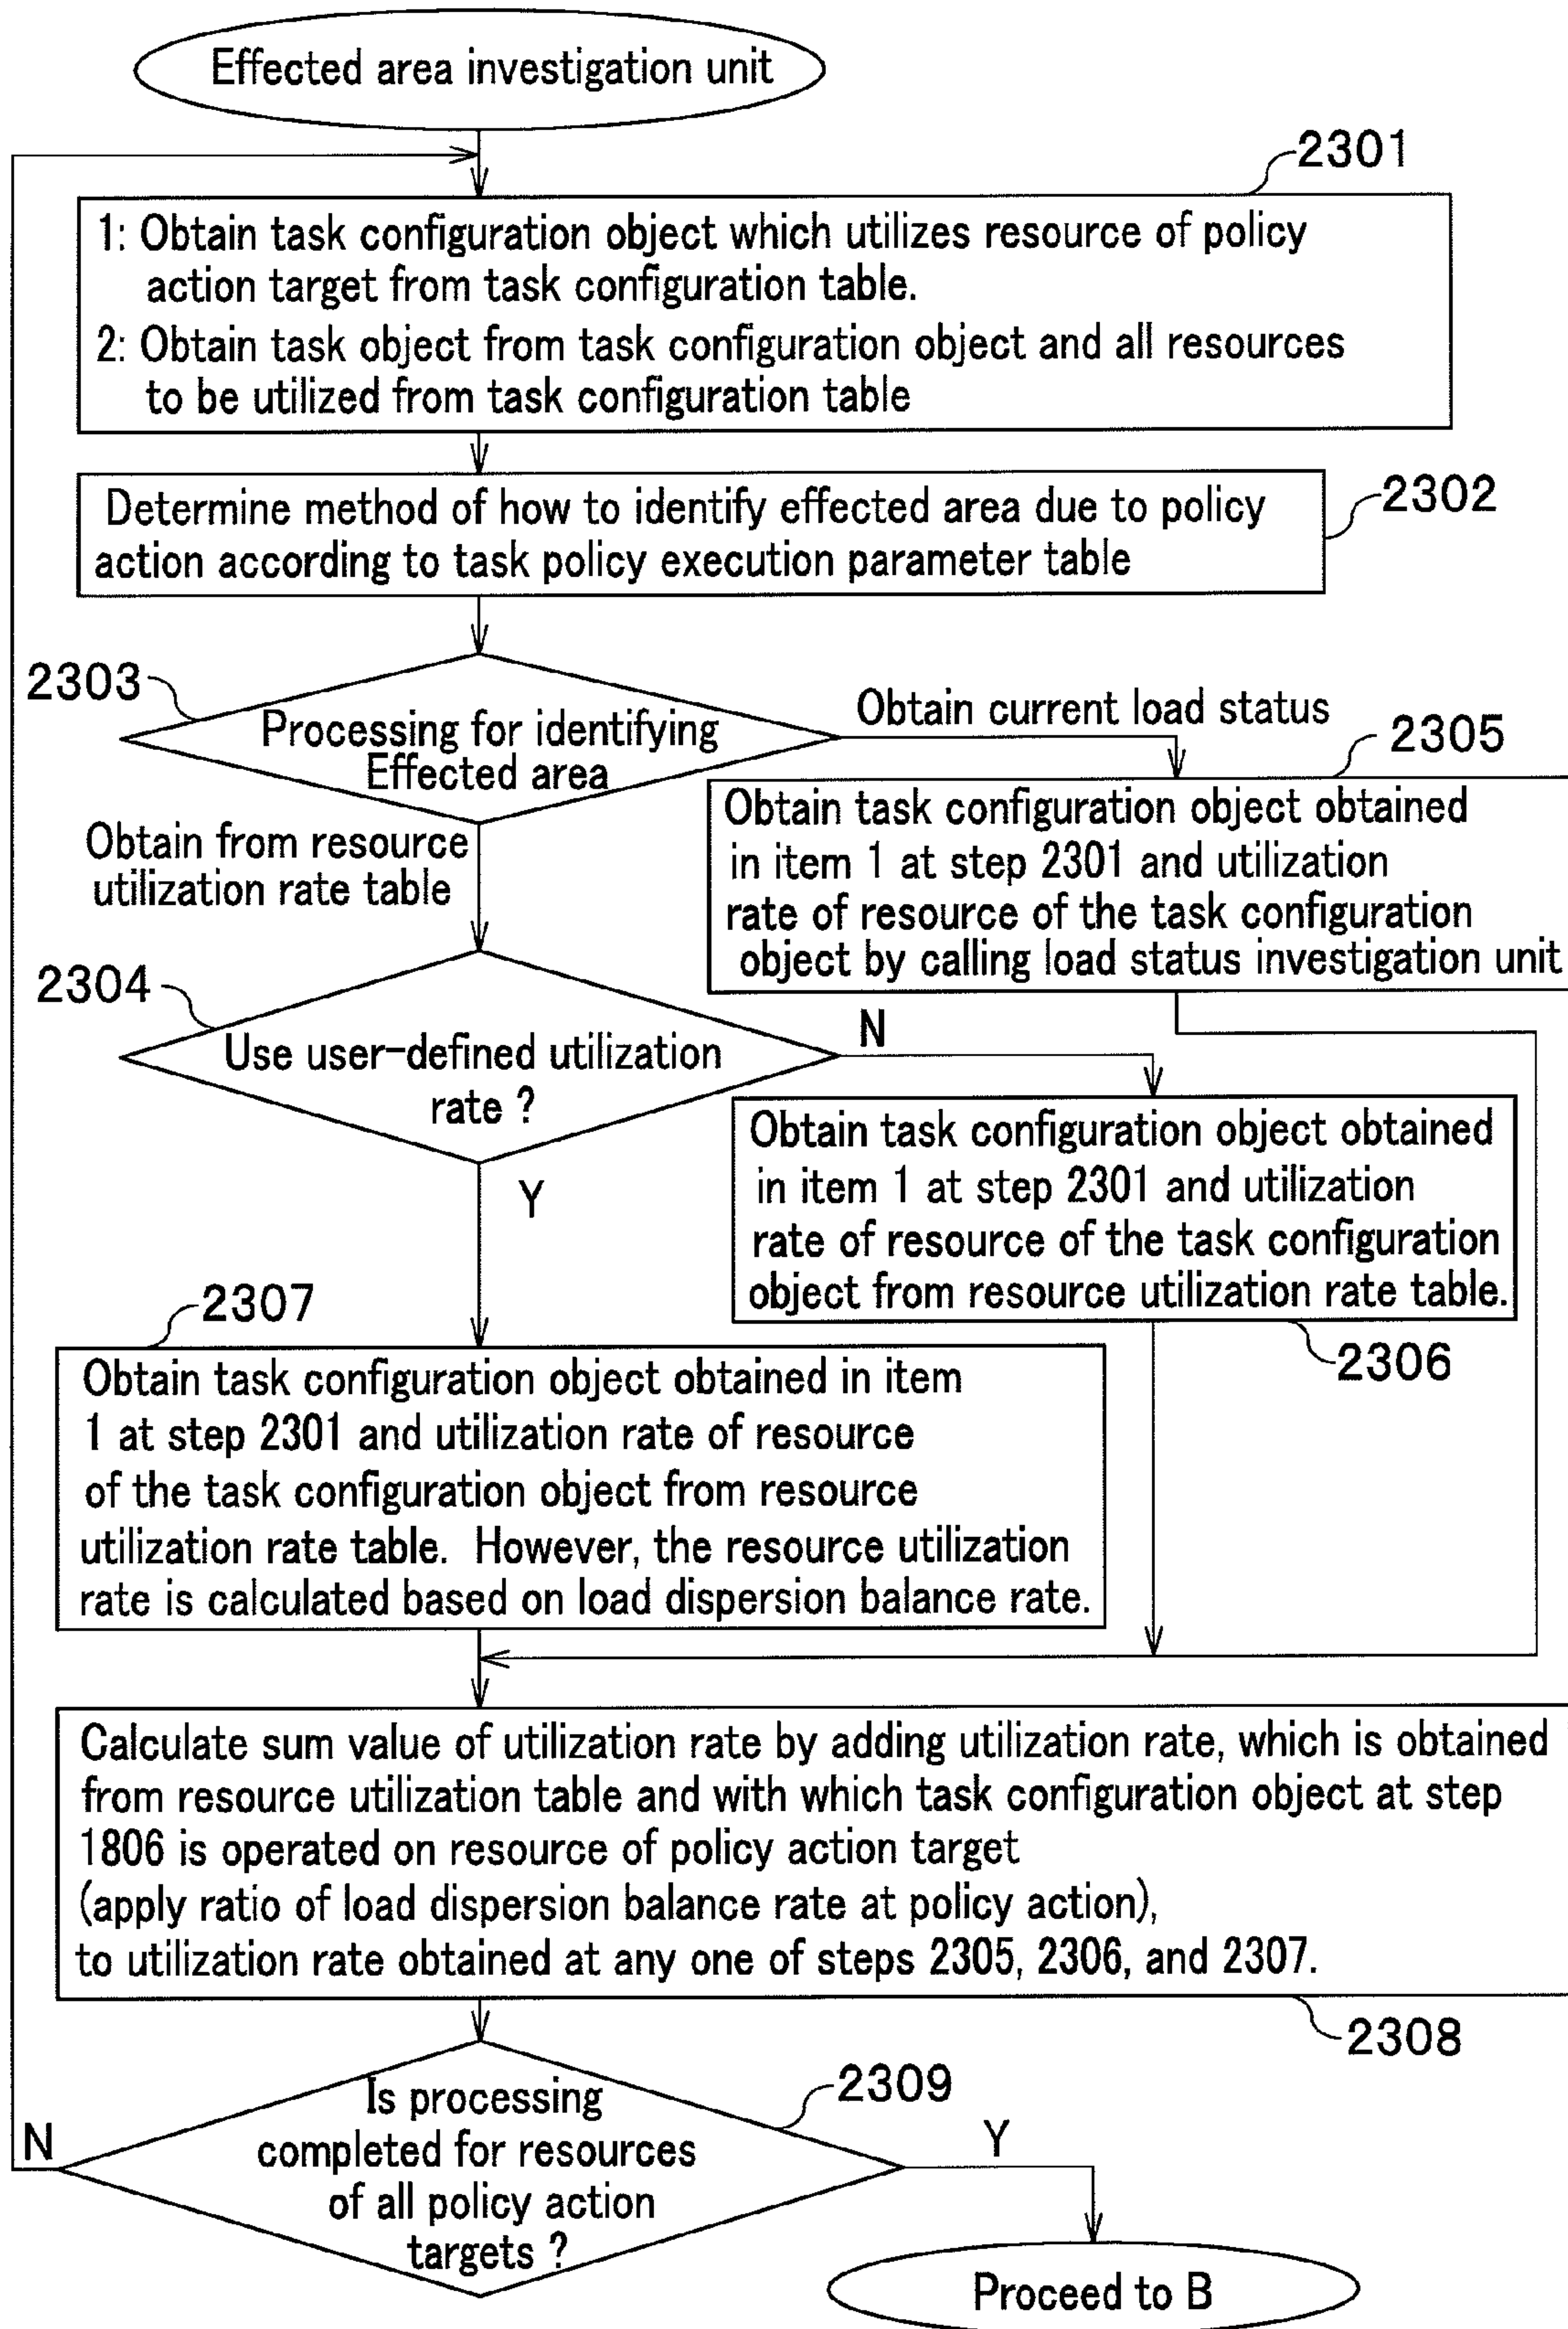 Effected area investigation unit
2301
1: Obtain task configuration object which utilizes resource of policy
action target from task configuration table.
2: Obtain task object from task configuration object and all resources
to be utilized from task configuration table
2302
Determine method of how to identify effected area due to policy
action according to task policy execution parameter table
2303
Processing for identifying
Effected area
Obtain current load status
2305
Obtain from resource
utilization rate table
Obtain task configuration object obtained
in item 1 at step 2301 and utilization
rate of resource of the task configuration
object by calling load status investigation unit
2304
Use user-defined utilization
rate ?
N
Y
Obtain task configuration object obtained
in item 1 at step 2301 and utilization
rate of resource of the task configuration
object from resource utilization rate table.
2306
2307
Obtain task configuration object obtained in item
1 at step 2301 and utilization rate of resource
of the task configuration object from resource
utilization rate table. However, the resource utilization
rate is calculated based on load dispersion balance rate.
Calculate sum value of utilization rate by adding utilization rate, which is obtained
from resource utilization table and with which task configuration object at step
1806 is operated on resource of policy action target
(apply ratio of load dispersion balance rate at policy action),
to utilization rate obtained at any one of steps 2305, 2306, and 2307.
2308
2309
Is processing
completed for resources
of all policy action
targets ?
N
Y
Proceed to B